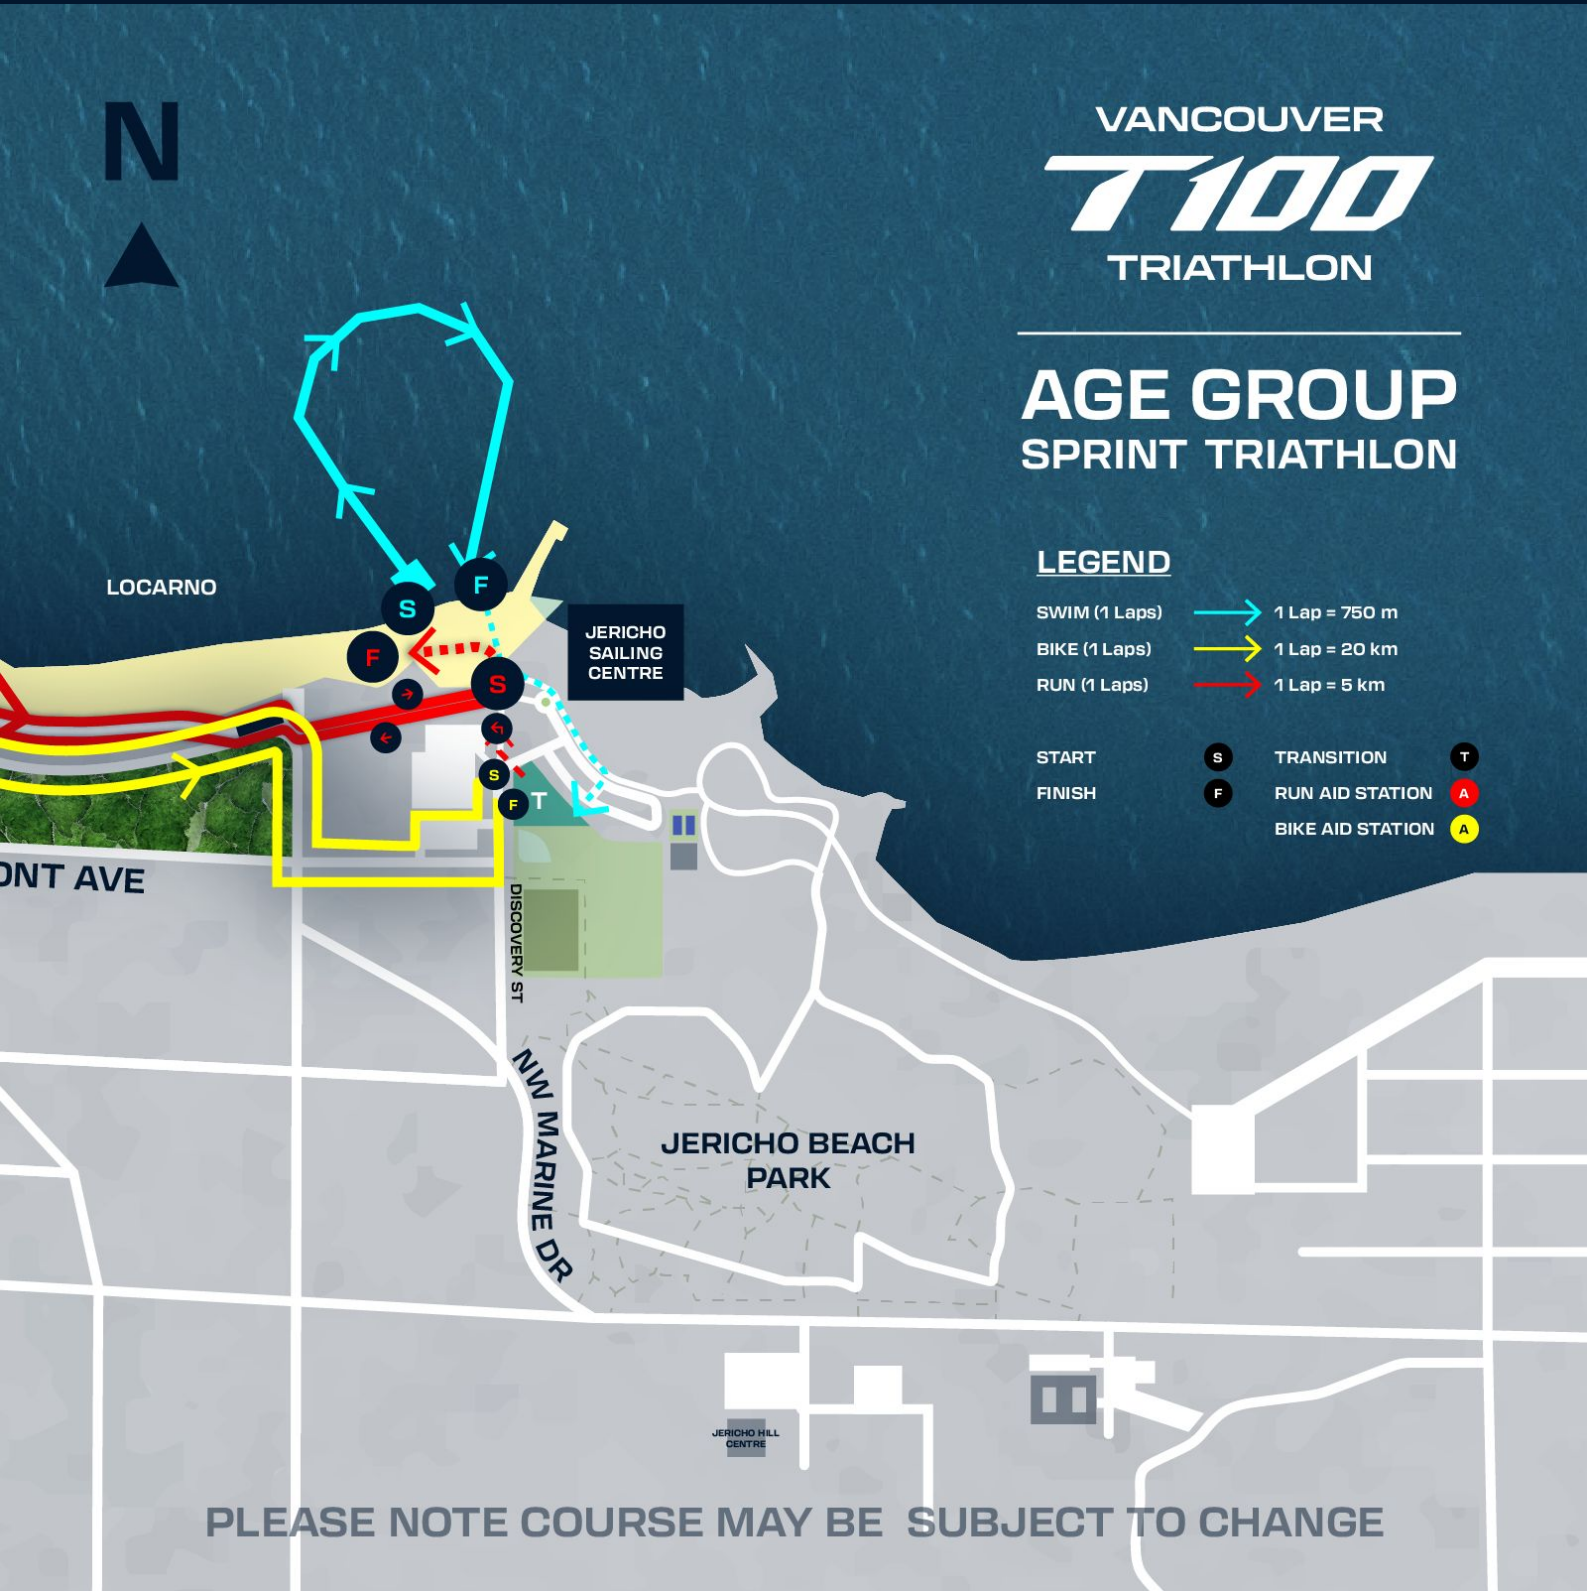 N
VANCOUVER
T100
TRIATHLON
AGE GROUP
SPRINT TRIATHLON
LEGEND
SWIM (1 Laps) 1 Lap = 750 m
BIKE (1 Laps) 1 Lap = 20 km
RUN (1 Laps) 1 Lap = 5 km
START S TRANSITION T
FINISH F RUN AID STATION A
BIKE AID STATION A
LOCARNO
S
F
JERICHO
SAILING
CENTRE
F
S
S
F
T
ONT AVE
DISCOVERY ST
NW MARINE DR
JERICHO BEACH
PARK
JERICHO HILL
CENTRE
PLEASE NOTE COURSE MAY BE SUBJECT TO CHANGE